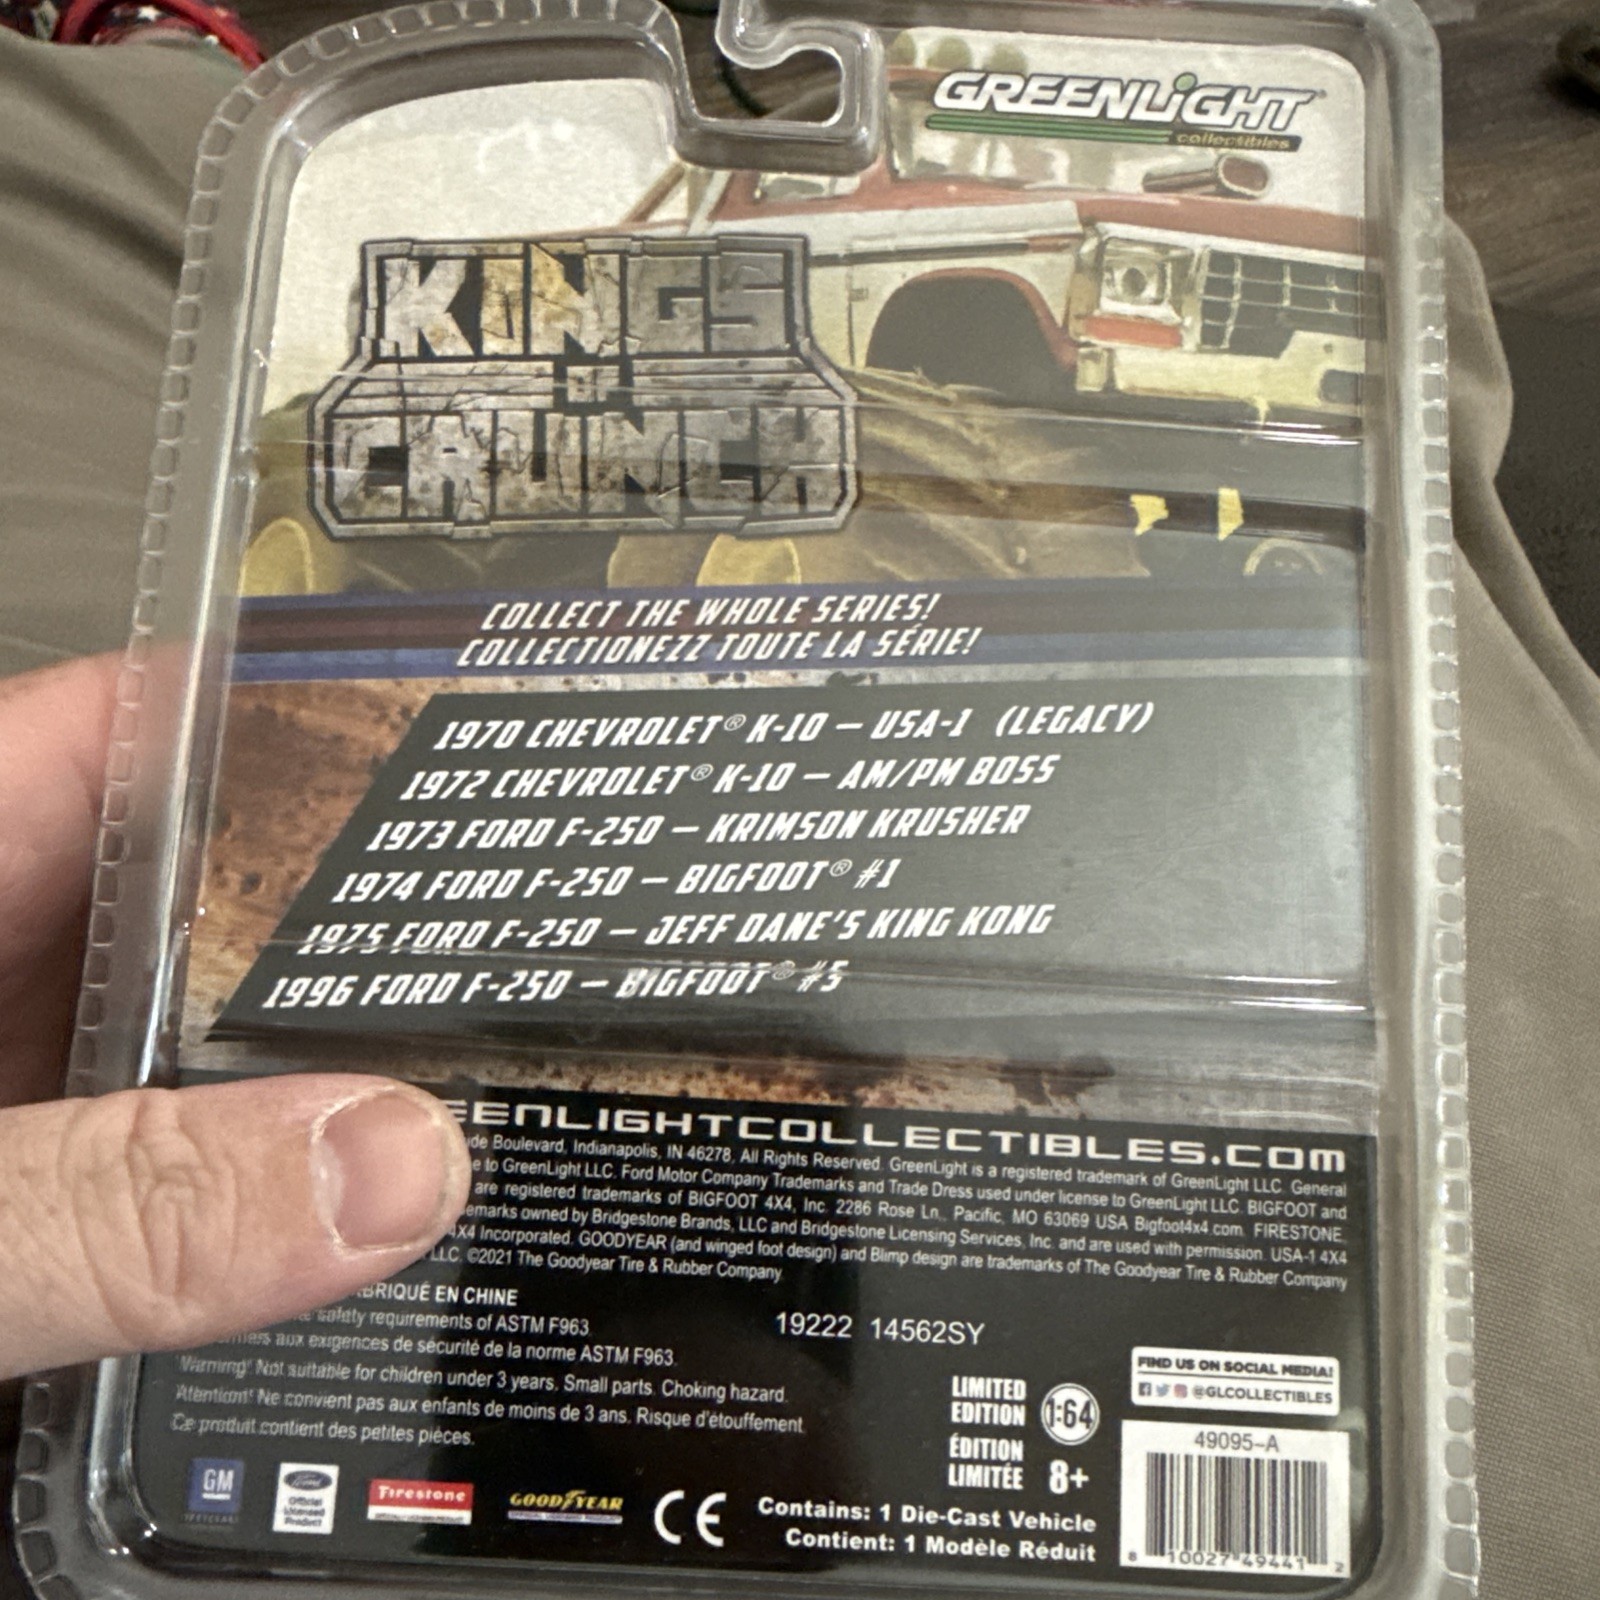 GREENLIGHT®
collectibles
KINGS
OF
CRUNCH
COLLECT THE WHOLE SERIES!
COLLECTIONEZZ TOUTE LA SÉRIE!
1970 CHEVROLET® K-10 – USA-1 (LEGACY)
1972 CHEVROLET® K-10 – AM/PM BOSS
1973 FORD F-250 – KRIMSON KRUSHER
1974 FORD F-250 – BIGFOOT® #1
1975 FORD F-250 – JEFF DANE'S KING KONG
1996 FORD F-250 – BIGFOOT® #5
EENLIGHTCOLLECTIBLES.COM
Boulevard, Indianapolis, IN 46278, All Rights Reserved. GreenLight is a registered trademark of GreenLight LLC. General
to GreenLight LLC. Ford Motor Company Trademarks and Trade Dress used under license to GreenLight LLC. BIGFOOT and
are registered trademarks of BIGFOOT 4X4, Inc. 2286 Rose Ln., Pacific, MO 63069 USA Bigfoot4x4.com. FIRESTONE
emarks owned by Bridgestone Brands, LLC and Bridgestone Licensing Services, Inc. and are used with permission. USA-1 4X4
4X4 Incorporated. GOODYEAR (and winged foot design) and Blimp design are trademarks of The Goodyear Tire & Rubber Company
LLC. ©2021 The Goodyear Tire & Rubber Company
BRIQUÉ EN CHINE
safety requirements of ASTM F963.
aux exigences de sécurité de la norme ASTM F963.
Warning! Not suitable for children under 3 years. Small parts. Choking hazard.
Attention! Ne convient pas aux enfants de moins de 3 ans. Risque d'étouffement
Ce produit contient des petites pièces.
19222 14562SY
LIMITED
EDITION
1:64
ÉDITION
LIMITÉE
8+
FIND US ON SOCIAL MEDIA!
@GLCOLLECTIBLES
49095-A
8 10027 49441 2
GM
Ford
Official
Licensed
Product
Firestone
GOODYEAR
CE
Contains: 1 Die-Cast Vehicle
Contient: 1 Modèle Réduit